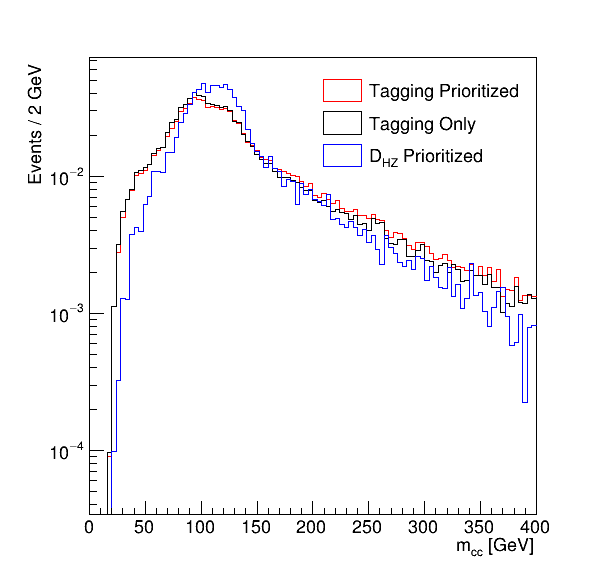 Events / 2 GeV
Tagging Prioritized
Tagging Only
D_HZ Prioritized
10⁻²
10⁻³
10⁻⁴
0 50 100 150 200 250 300 350 400
m_cc [GeV]